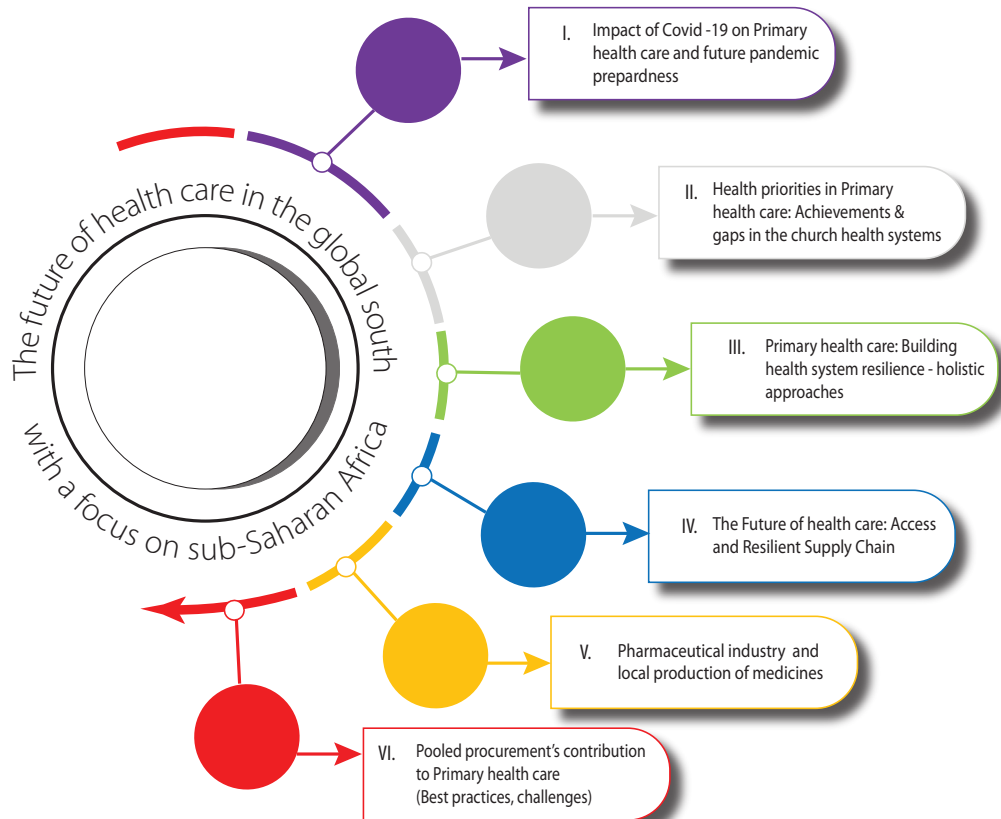 The future of health care in the global south
with a focus on sub-Saharan Africa
I. Impact of Covid -19 on Primary
health care and future pandemic
prepardness
II. Health priorities in Primary
health care: Achievements &
gaps in the church health systems
III. Primary health care: Building
health system resilience - holistic
approaches
IV. The Future of health care: Access
and Resilient Supply Chain
V. Pharmaceutical industry and
local production of medicines
VI. Pooled procurement's contribution
to Primary health care
(Best practices, challenges)